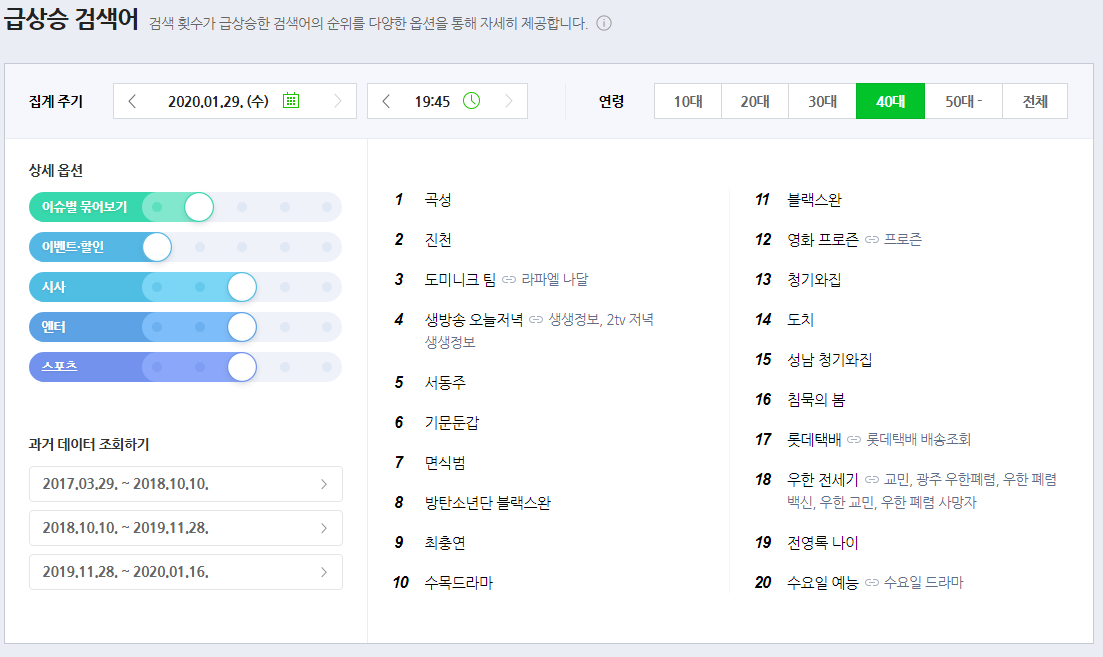 급상승 검색어 검색 횟수가 급상승한 검색어의 순위를 다양한 옵션을 통해 자세히 제공합니다.
집계 주기 2020.01.29. (수) 19:45 연령 10대 20대 30대 40대 50대 - 전체
상세 옵션
이슈별 묶어보기
이벤트·할인
시사
엔터
스포츠
과거 데이터 조회하기
2017.03.29. ~ 2018.10.10.
2018.10.10. ~ 2019.11.28.
2019.11.28. ~ 2020.01.16.
1 곡성
2 진천
3 도미니크 팀 라파엘 나달
4 생방송 오늘저녁 생생정보, 2tv 저녁
생생정보
5 서동주
6 기문둔갑
7 면식범
8 방탄소년단 블랙스완
9 최충연
10 수목드라마
11 블랙스완
12 영화 프로즌 프로즌
13 청기와집
14 도치
15 성남 청기와집
16 침묵의 봄
17 롯데택배 롯데택배 배송조회
18 우한 전세기 교민, 광주 우한폐렴, 우한 폐렴
백신, 우한 교민, 우한 폐렴 사망자
19 전영록 나이
20 수요일 예능 수요일 드라마